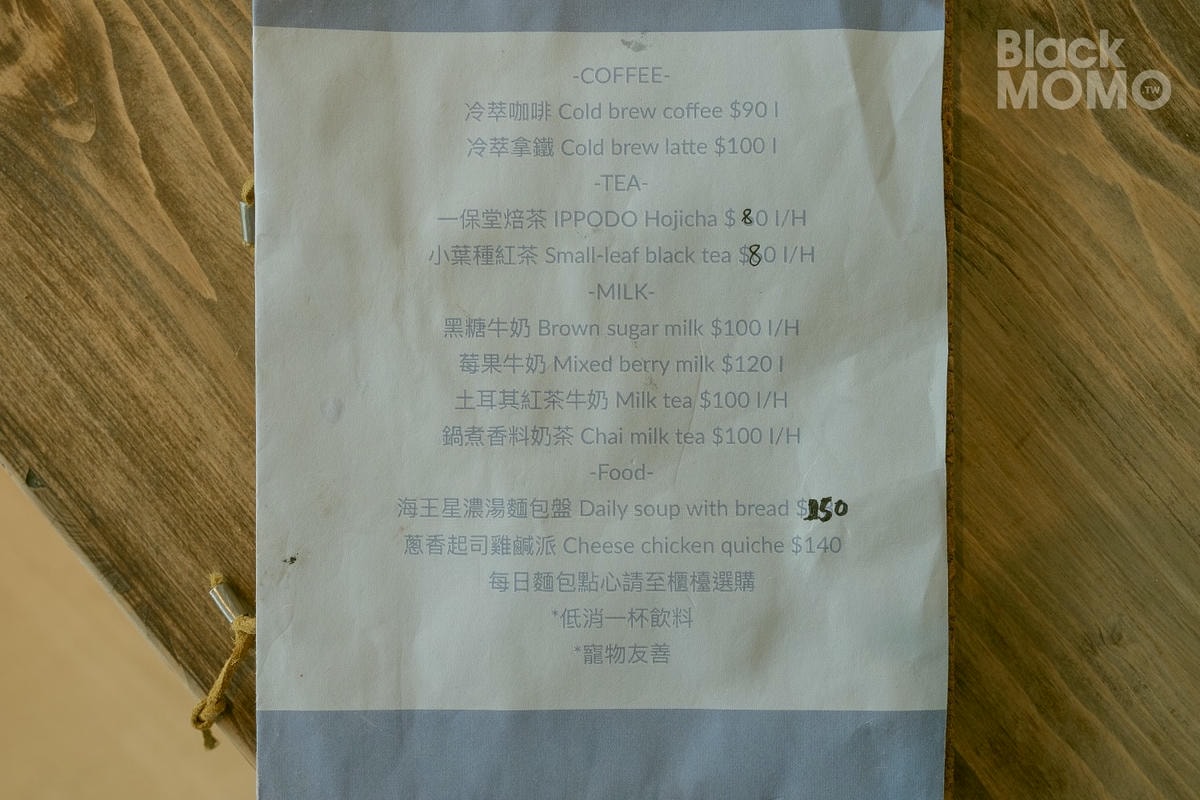 Black
MOMO.TW
-COFFEE-
冷萃咖啡 Cold brew coffee $90 I
冷萃拿鐵 Cold brew latte $100 I
-TEA-
一保堂焙茶 IPPODO Hojicha $80 I/H
小葉種紅茶 Small-leaf black tea $80 I/H
-MILK-
黑糖牛奶 Brown sugar milk $100 I/H
莓果牛奶 Mixed berry milk $120 I
土耳其紅茶牛奶 Milk tea $100 I/H
鍋煮香料奶茶 Chai milk tea $100 I/H
-Food-
海王星濃湯麵包盤 Daily soup with bread $150
蔥香起司雞鹹派 Cheese chicken quiche $140
每日麵包點心請至櫃檯選購
*低消一杯飲料
*寵物友善